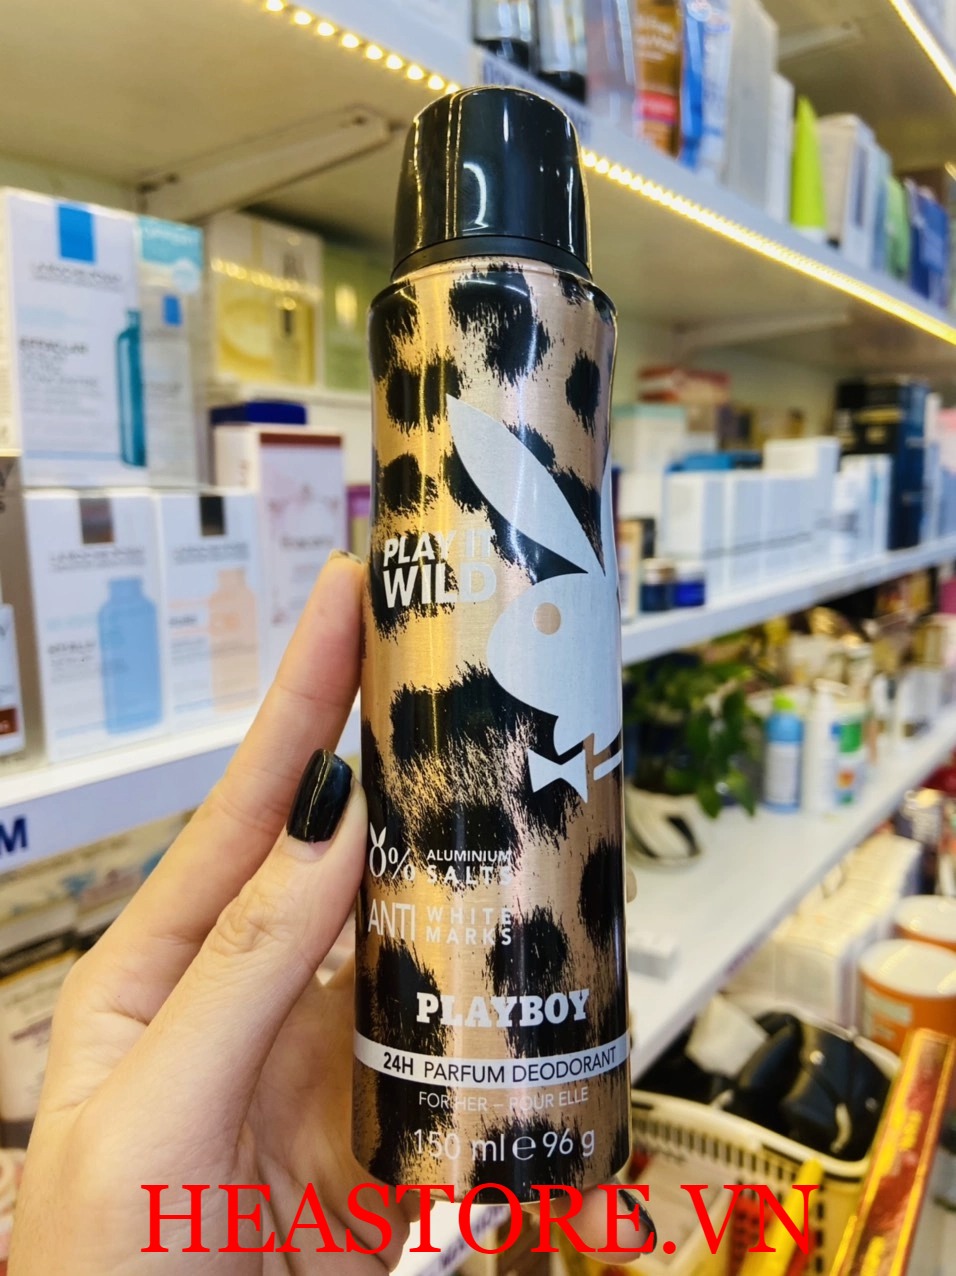 PLAY IT
WILD
0% ALUMINIUM
SALTS
ANTI WHITE
MARKS
PLAYBOY
24H PARFUM DEODORANT
FOR HER – POUR ELLE
150 ml e 96 g
HEASTORE.VN
EFFACLAR
M